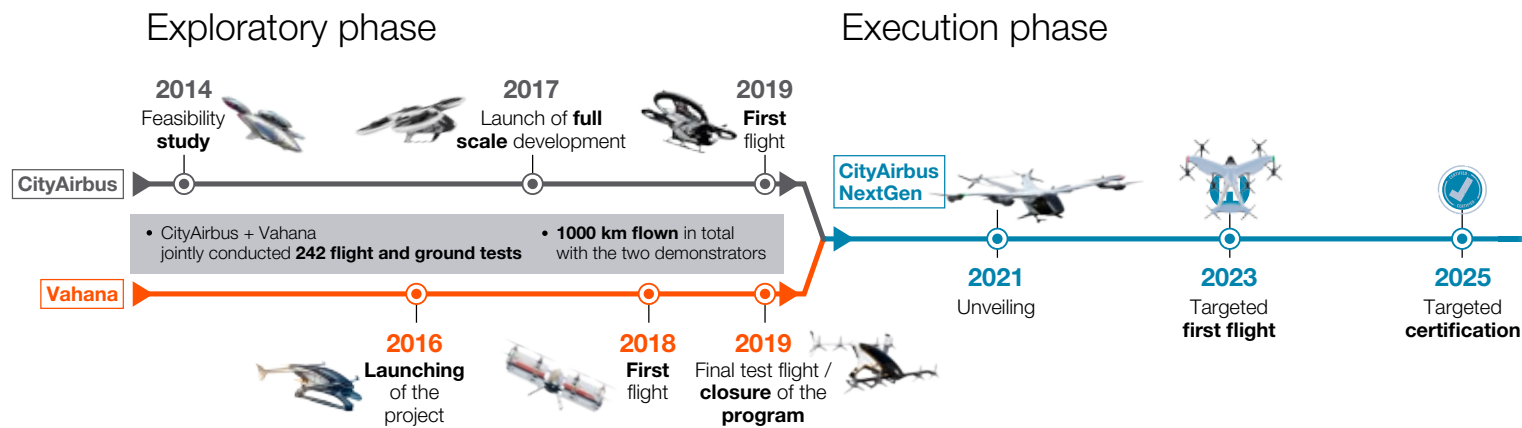 Exploratory phase
Execution phase
2014
Feasibility
study
2017
Launch of full
scale development
2019
First
flight
CityAirbus
CityAirbus
NextGen
• CityAirbus + Vahana
jointly conducted 242 flight and ground tests
• 1000 km flown in total
with the two demonstrators
Vahana
2016
Launching
of the
project
2018
First
flight
2019
Final test flight /
closure of the
program
2021
Unveiling
2023
Targeted
first flight
2025
Targeted
certification